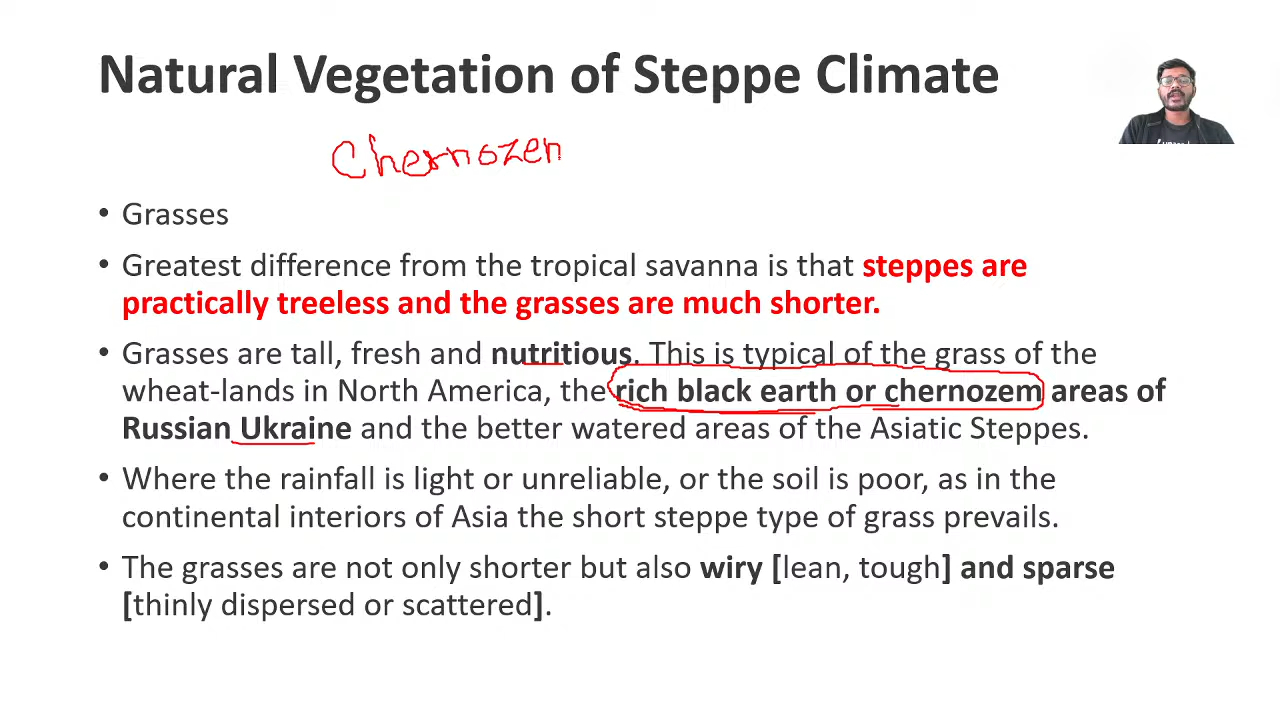 Natural Vegetation of Steppe Climate
Chernozen
• Grasses
• Greatest difference from the tropical savanna is that steppes are
practically treeless and the grasses are much shorter.
• Grasses are tall, fresh and nutritious. This is typical of the grass of the
wheat-lands in North America, the rich black earth or chernozem areas of
Russian Ukraine and the better watered areas of the Asiatic Steppes.
• Where the rainfall is light or unreliable, or the soil is poor, as in the
continental interiors of Asia the short steppe type of grass prevails.
• The grasses are not only shorter but also wiry [lean, tough] and sparse
[thinly dispersed or scattered].